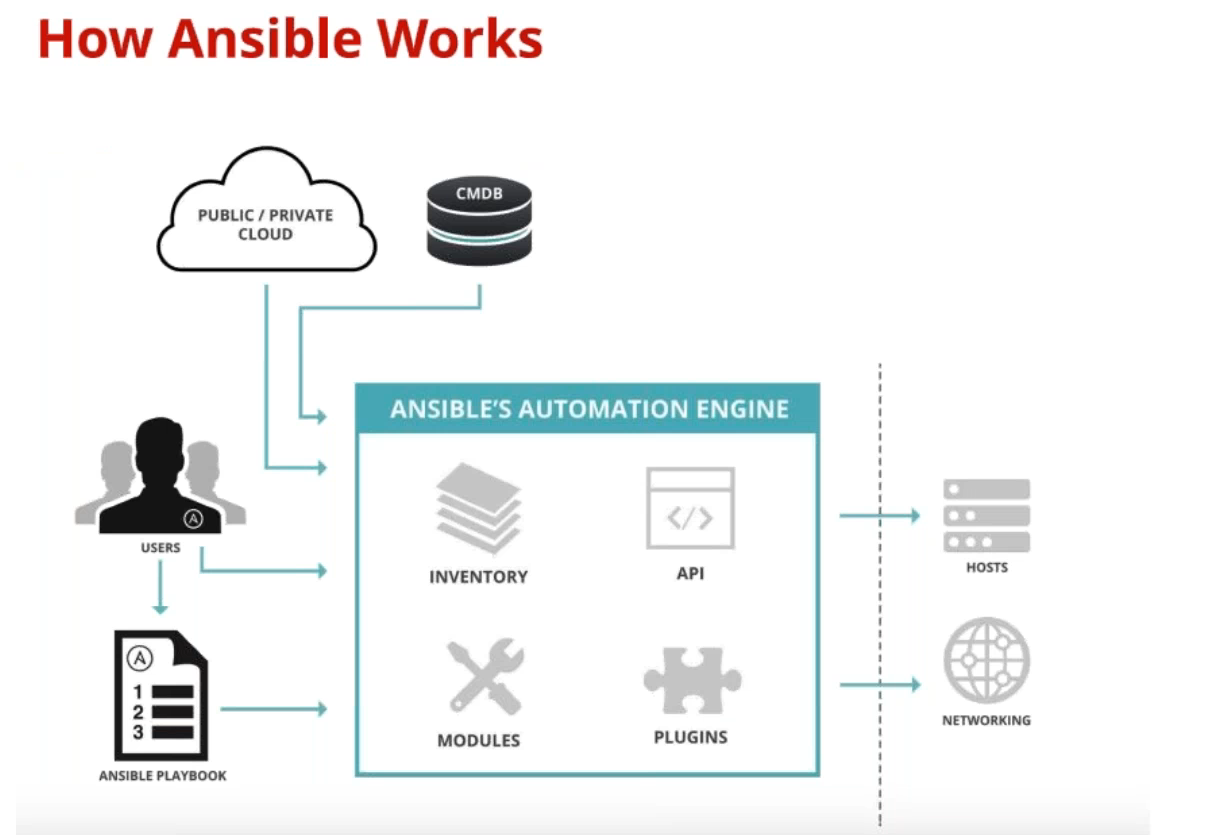 How Ansible Works
PUBLIC / PRIVATE
CLOUD
CMDB
ANSIBLE'S AUTOMATION ENGINE
USERS
INVENTORY
</>
API
HOSTS
A
1
2
3
ANSIBLE PLAYBOOK
MODULES
PLUGINS
NETWORKING
A